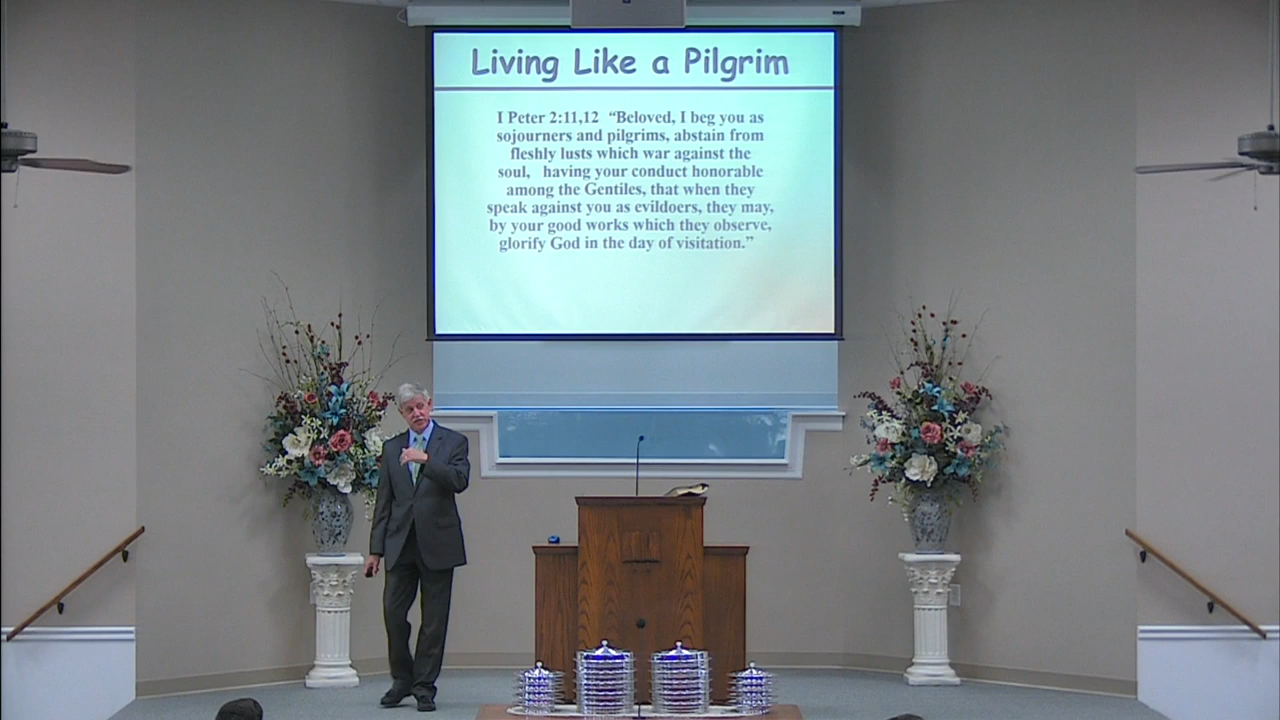 Living Like a Pilgrim
I Peter 2:11,12 “Beloved, I beg you as
sojourners and pilgrims, abstain from
fleshly lusts which war against the
soul, having your conduct honorable
among the Gentiles, that when they
speak against you as evildoers, they may,
by your good works which they observe,
glorify God in the day of visitation.”